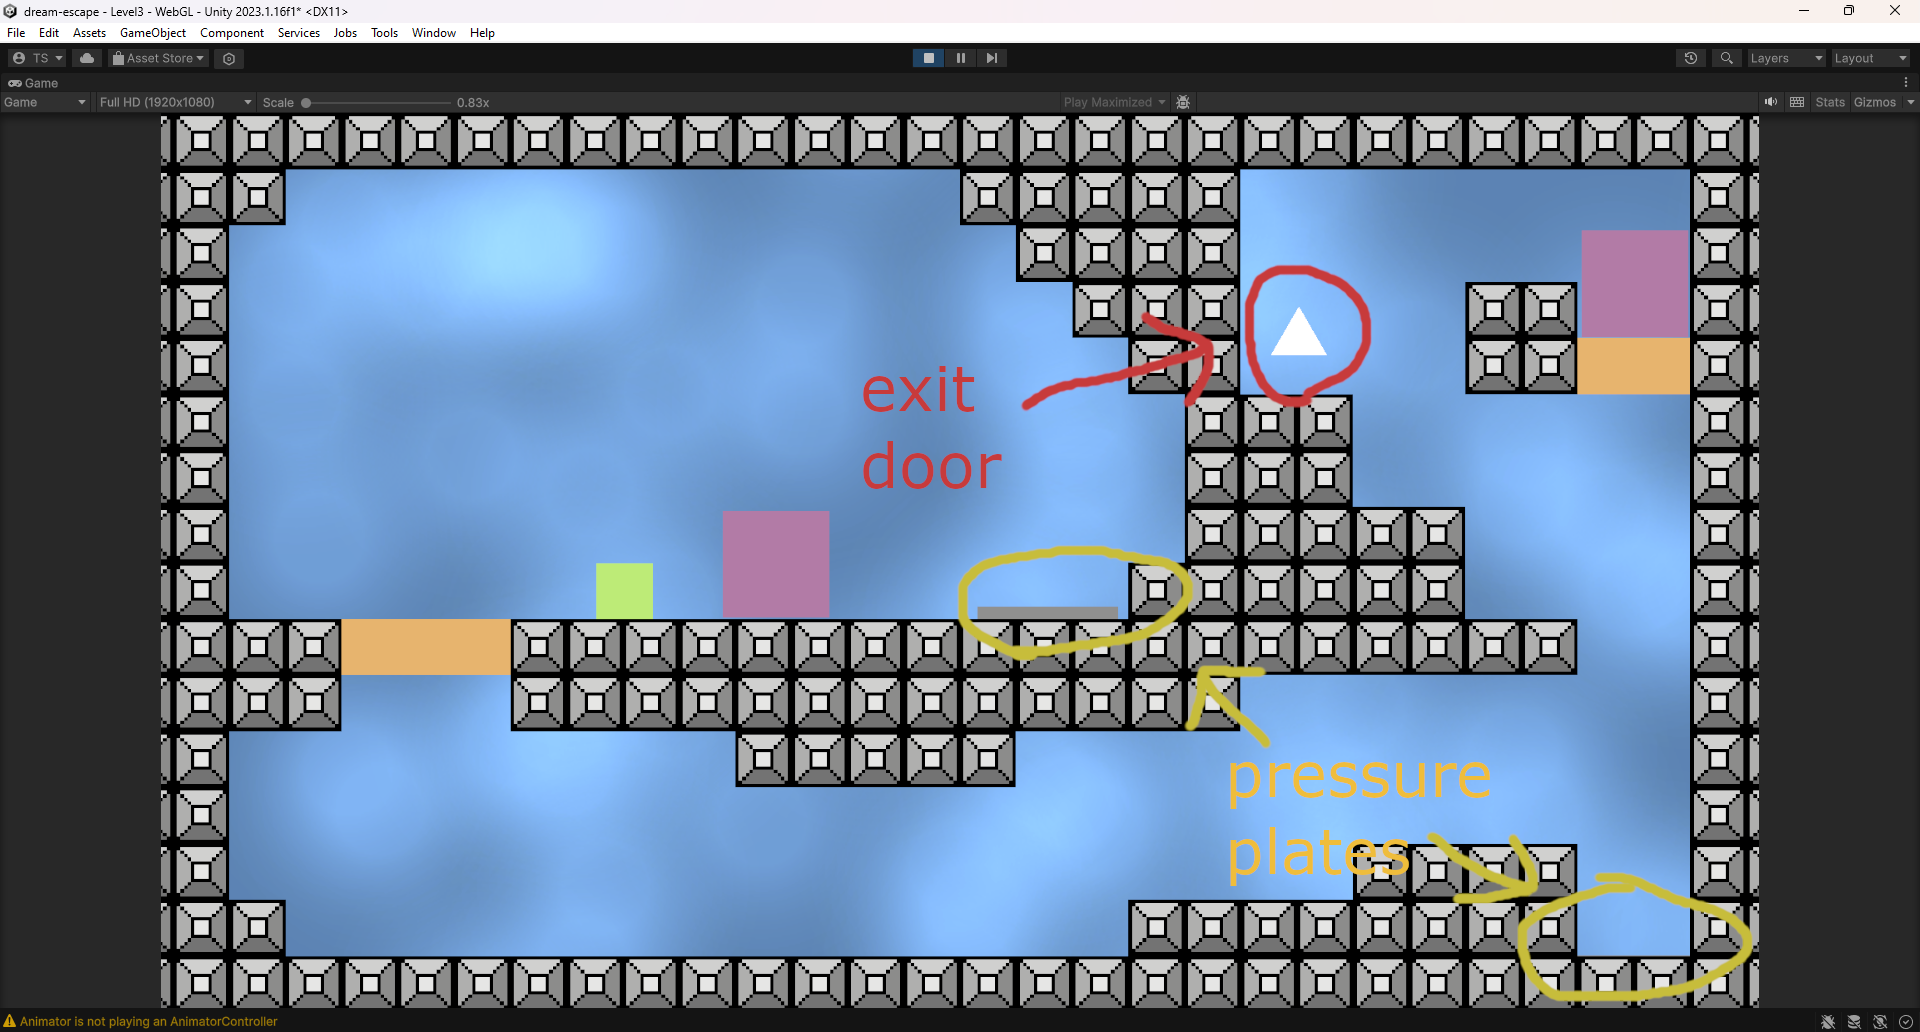 dream-escape - Level3 - WebGL - Unity 2023.1.16f1* <DX11>
File Edit Assets GameObject Component Services Jobs Tools Window Help
TS Asset Store Layers Layout
Game
Game Full HD (1920x1080) Scale 0.83x Play Maximized Stats Gizmos
exit
door
pressure
plates
Animator is not playing an AnimatorController